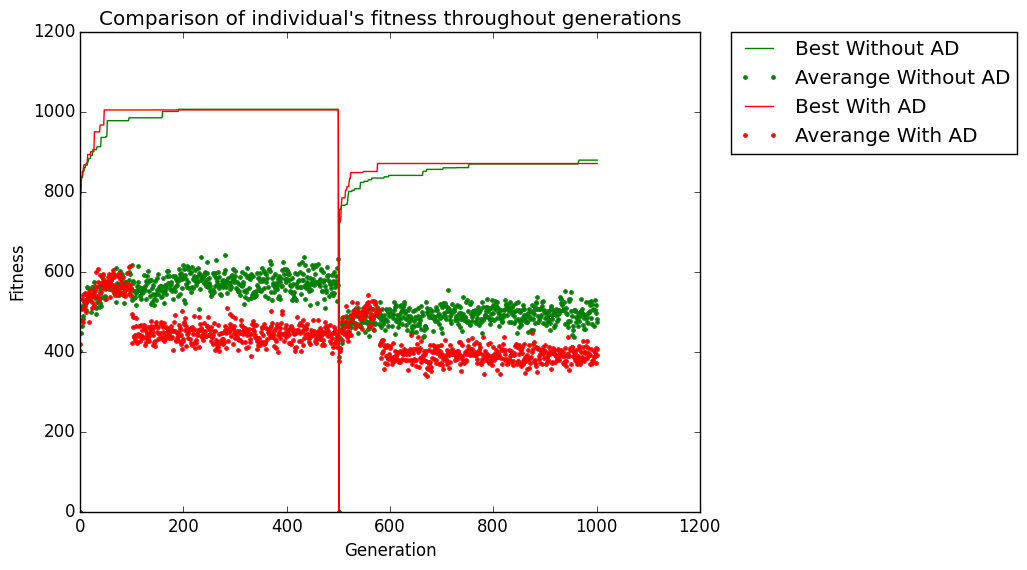 Comparison of individual's fitness throughout generations
1200
1000
800
600
400
200
0
Fitness
0 200 400 600 800 1000 1200
Generation
Best Without AD
Averange Without AD
Best With AD
Averange With AD